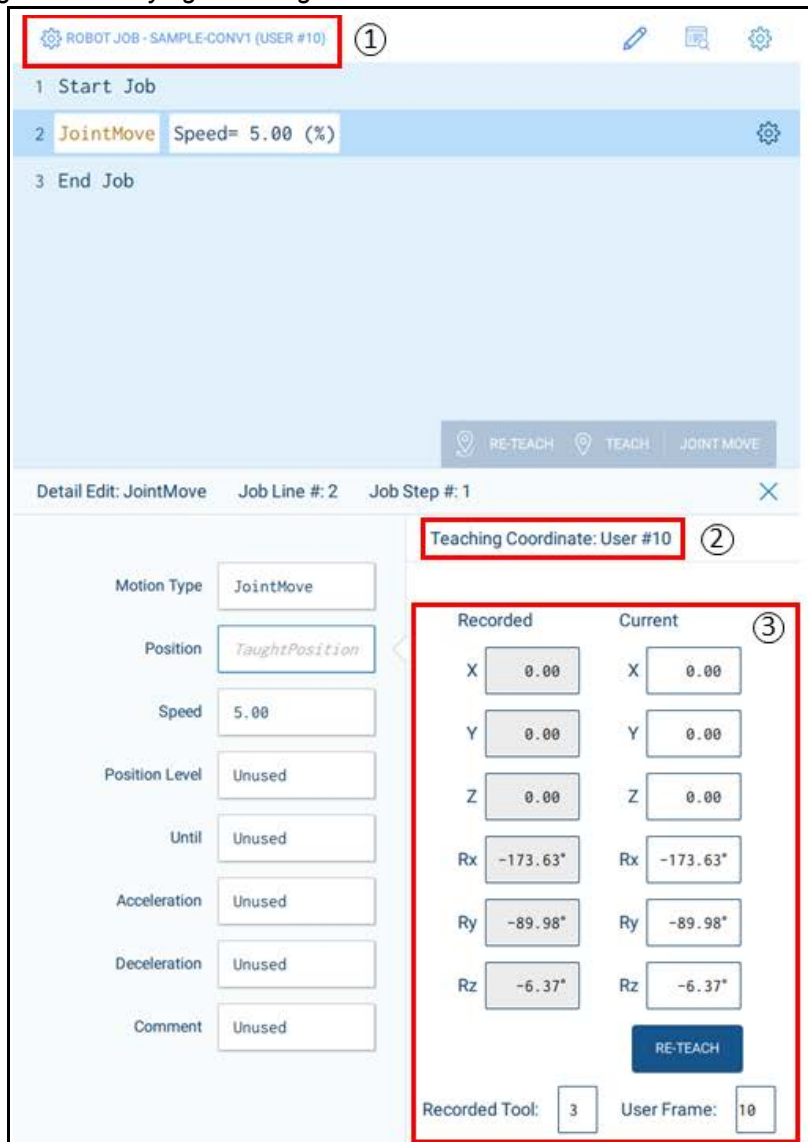 ROBOT JOB - SAMPLE-CONV1 (USER #10) ①
1 Start Job
2 JointMove Speed= 5.00 (%)
3 End Job
RE-TEACH TEACH JOINT MOVE
Detail Edit: JointMove Job Line #: 2 Job Step #: 1
Teaching Coordinate: User #10 ②
Motion Type JointMove
Position TaughtPosition
Speed 5.00
Position Level Unused
Until Unused
Acceleration Unused
Deceleration Unused
Comment Unused
Recorded Current ③
X 0.00 X 0.00
Y 0.00 Y 0.00
Z 0.00 Z 0.00
Rx -173.63° Rx -173.63°
Ry -89.98° Ry -89.98°
Rz -6.37° Rz -6.37°
RE-TEACH
Recorded Tool: 3 User Frame: 10